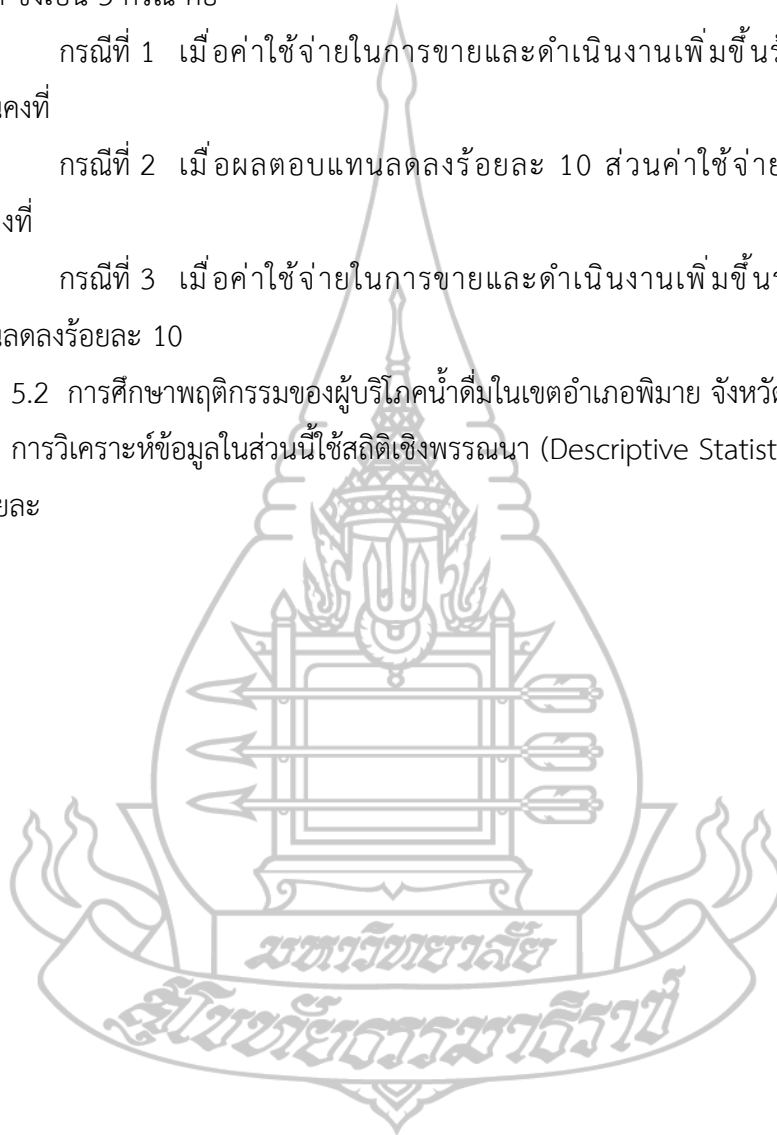 ซึ่งเป็น 3 กรณี คือ
กรณีที่ 1 เมื่อค่าใช้จ่ายในการขายและดำเนินงานเพิ่มขึ้น
คงที่
กรณีที่ 2 เมื่อผลตอบแทนลดลงร้อยละ 10 ส่วนค่าใช้จ่าย
งที่
กรณีที่ 3 เมื่อค่าใช้จ่ายในการขายและดำเนินงานเพิ่มขึ้น
ลดลงร้อยละ 10
5.2 การศึกษาพฤติกรรมของผู้บริโภคน้ำดื่มในเขตอำเภอพิมาย จังหวัด
การวิเคราะห์ข้อมูลในส่วนนี้ใช้สถิติเชิงพรรณนา (Descriptive Statist
ยละ
มหาวิทยาลัย
สุโขทัยธรรมาธิราช